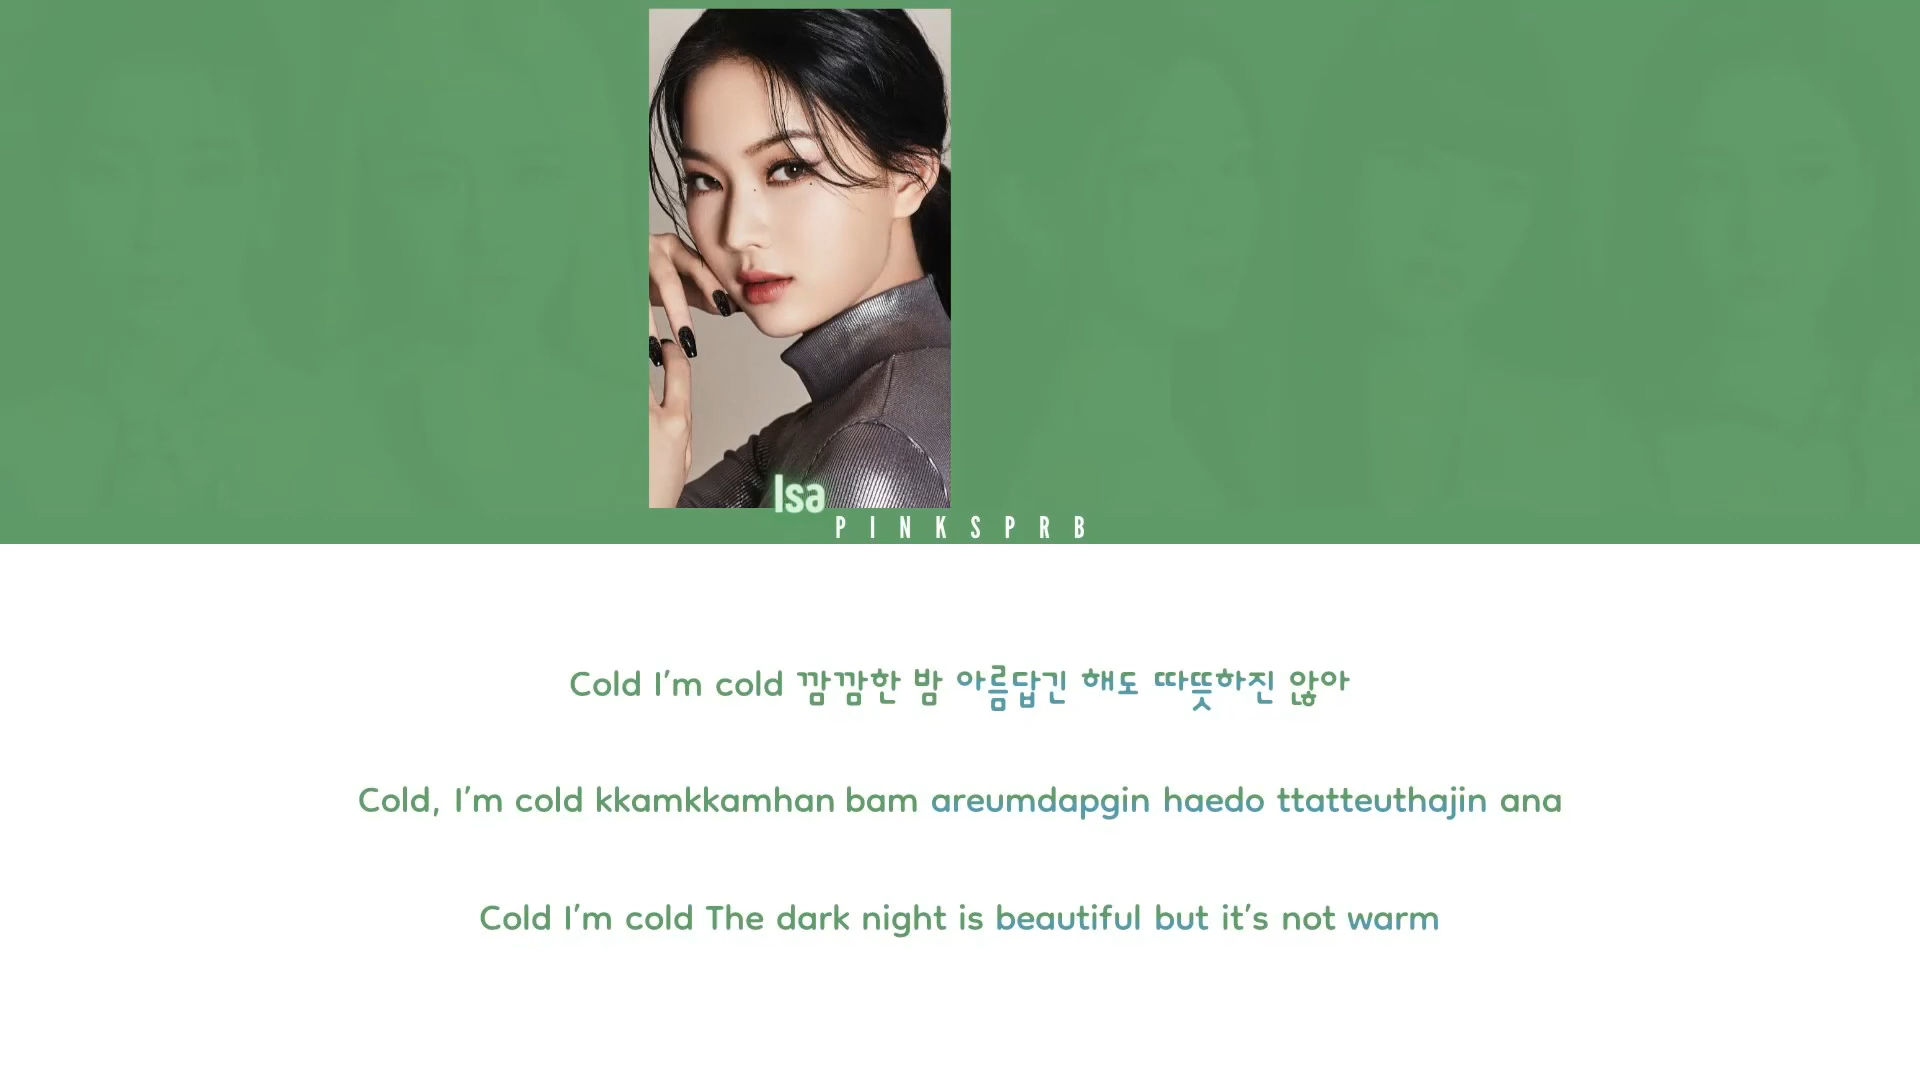 Isa
PINKSPRB
Cold I'm cold 깜깜한 밤 아름답긴 해도 따뜻하진 않아
Cold, I'm cold kkamkkamhan bam areumdapgin haedo ttatteuthajin ana
Cold I'm cold The dark night is beautiful but it's not warm